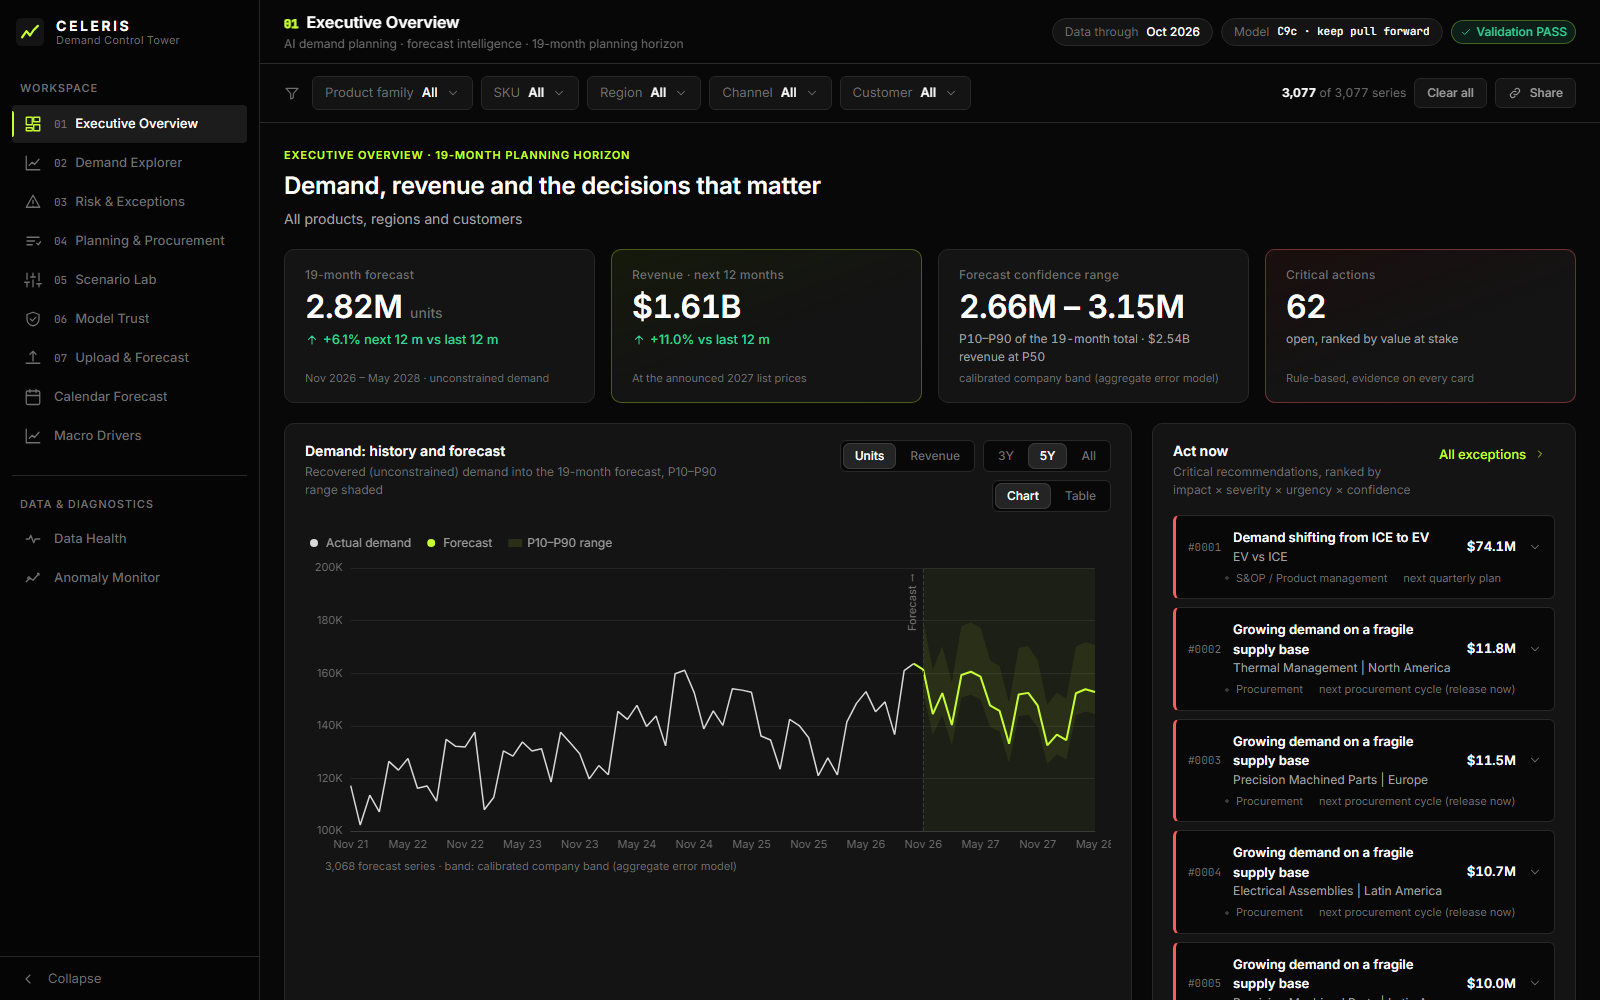 CELERIS
Demand Control Tower
WORKSPACE
01 Executive Overview
02 Demand Explorer
03 Risk & Exceptions
04 Planning & Procurement
05 Scenario Lab
06 Model Trust
07 Upload & Forecast
Calendar Forecast
Macro Drivers
DATA & DIAGNOSTICS
Data Health
Anomaly Monitor
Collapse
01 Executive Overview
AI demand planning · forecast intelligence · 19-month planning horizon
Data through Oct 2026
Model C9c · keep pull forward
Validation PASS
Product family All
SKU All
Region All
Channel All
Customer All
3,077 of 3,077 series
Clear all
Share
EXECUTIVE OVERVIEW · 19-MONTH PLANNING HORIZON
Demand, revenue and the decisions that matter
All products, regions and customers
19-month forecast
2.82M units
↑ +6.1% next 12 m vs last 12 m
Nov 2026 – May 2028 · unconstrained demand
Revenue · next 12 months
$1.61B
↑ +11.0% vs last 12 m
At the announced 2027 list prices
Forecast confidence range
2.66M – 3.15M
P10–P90 of the 19-month total · $2.54B
revenue at P50
calibrated company band (aggregate error model)
Critical actions
62
open, ranked by value at stake
Rule-based, evidence on every card
Demand: history and forecast
Recovered (unconstrained) demand into the 19-month forecast, P10–P90
range shaded
Units Revenue
3Y 5Y All
Chart Table
Actual demand Forecast P10–P90 range
200K
180K
160K
140K
120K
100K
Forecast →
Nov 21 May 22 Nov 22 May 23 Nov 23 May 24 Nov 24 May 25 Nov 25 May 26 Nov 26 May 27 Nov 27 May 28
3,068 forecast series · band: calibrated company band (aggregate error model)
Act now
All exceptions
Critical recommendations, ranked by
impact × severity × urgency × confidence
#0001 Demand shifting from ICE to EV $74.1M
EV vs ICE
S&OP / Product management next quarterly plan
Growing demand on a fragile
#0002 supply base $11.8M
Thermal Management | North America
Procurement next procurement cycle (release now)
Growing demand on a fragile
#0003 supply base $11.5M
Precision Machined Parts | Europe
Procurement next procurement cycle (release now)
Growing demand on a fragile
#0004 supply base $10.7M
Electrical Assemblies | Latin America
Procurement next procurement cycle (release now)
Growing demand on a fragile
#0005 supply base $10.0M